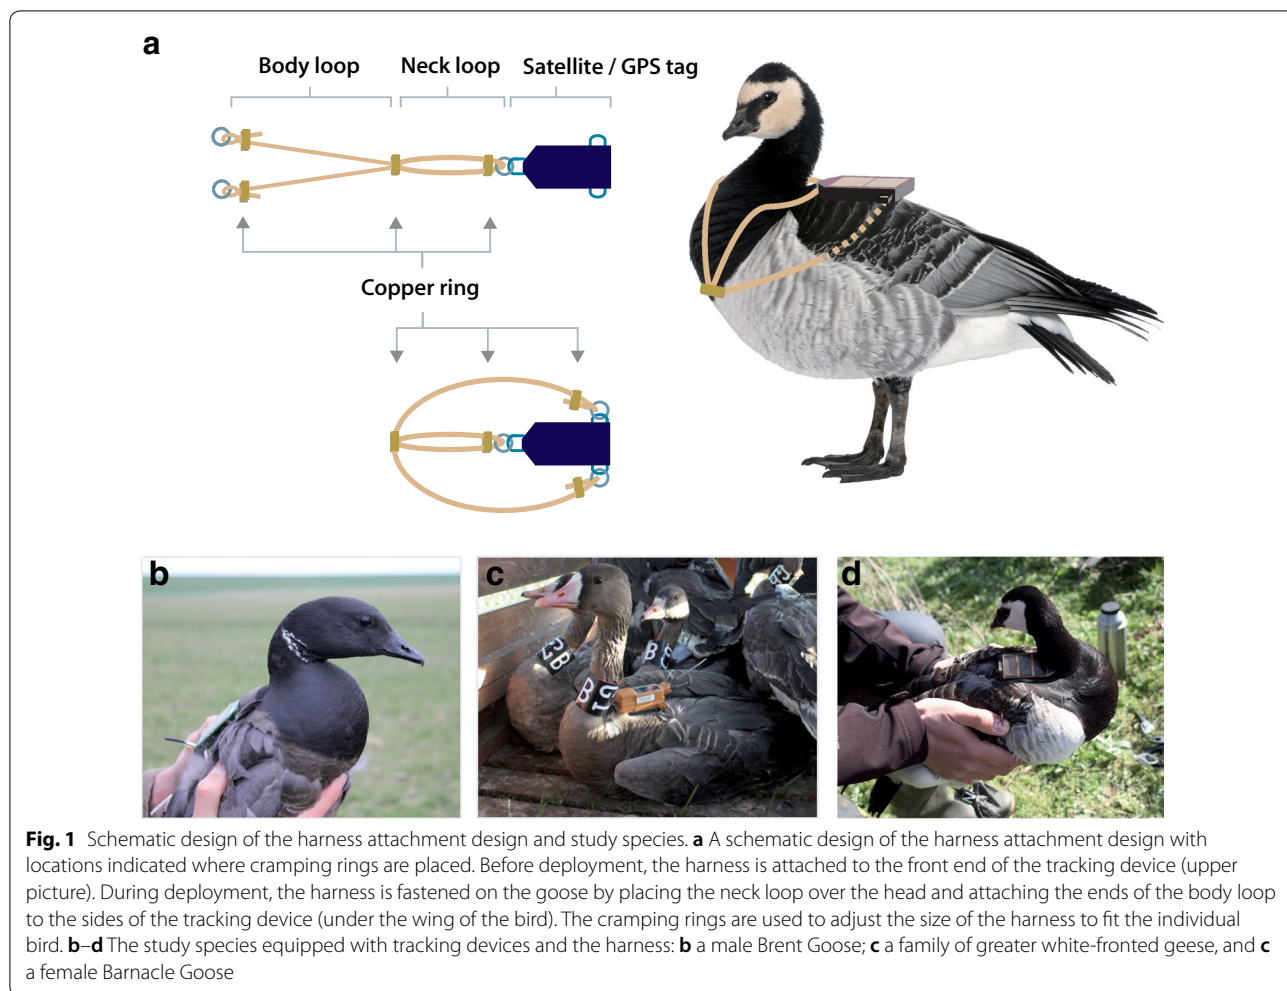 a
Body loop Neck loop Satellite / GPS tag
Copper ring
b c d
Fig. 1 Schematic design of the harness attachment design and study species. a A schematic design of the harness attachment design with
locations indicated where cramping rings are placed. Before deployment, the harness is attached to the front end of the tracking device (upper
picture). During deployment, the harness is fastened on the goose by placing the neck loop over the head and attaching the ends of the body loop
to the sides of the tracking device (under the wing of the bird). The cramping rings are used to adjust the size of the harness to fit the individual
bird. b–d The study species equipped with tracking devices and the harness: b a male Brent Goose; c a family of greater white-fronted geese, and c
a female Barnacle Goose